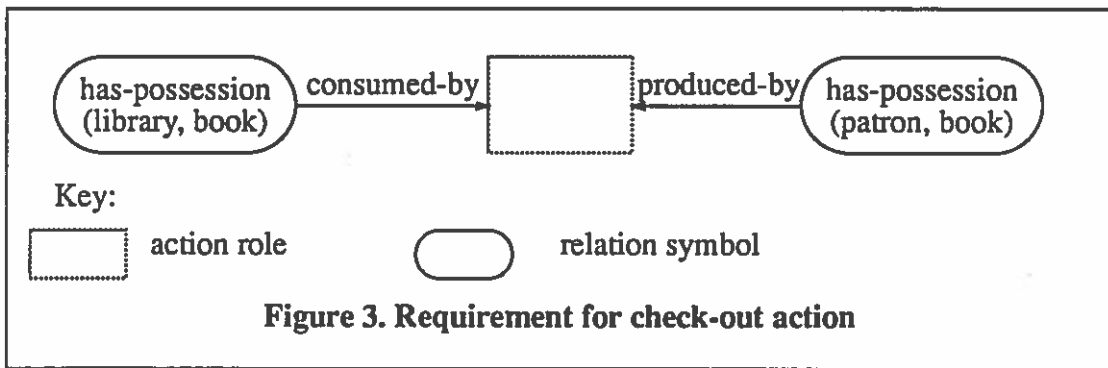 has-possession
(library, book)
consumed-by
produced-by
has-possession
(patron, book)
Key:
action role
relation symbol
Figure 3. Requirement for check-out action